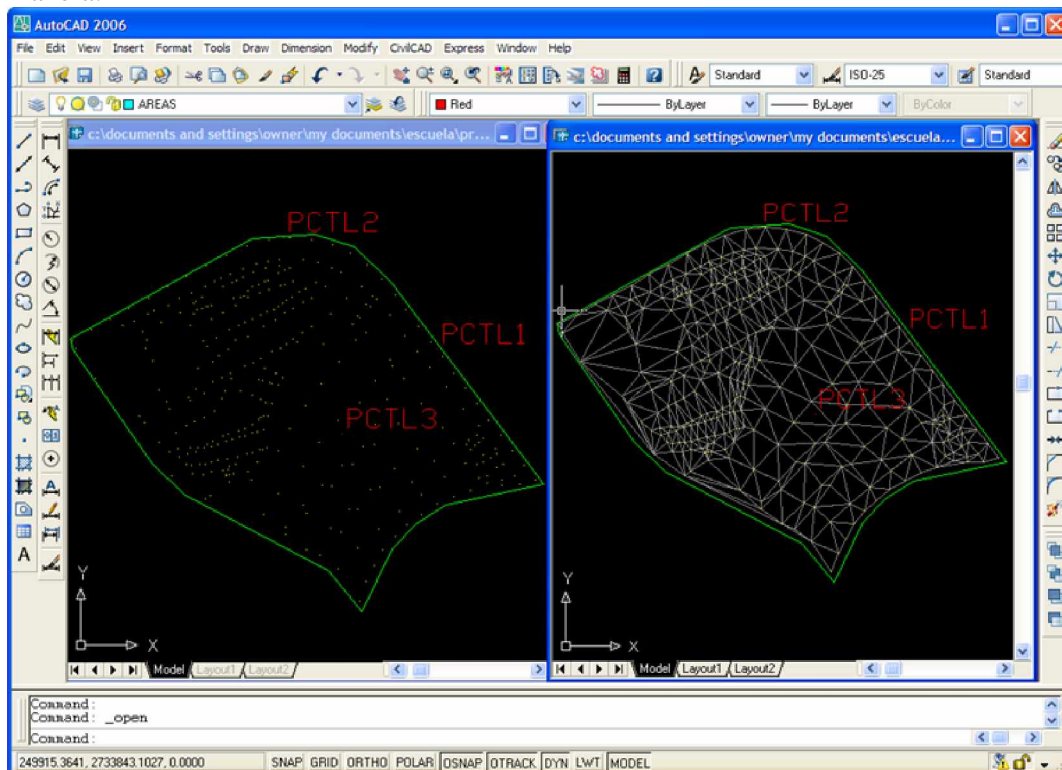 AutoCAD 2006
File Edit View Insert Format Tools Draw Dimension Modify CivilCAD Express Window Help
Standard ISO-25 Standard
AREAS Red ByLayer ByLayer ByColor
c:\documents and settings\owner\my documents\escuela\pr...
c:\documents and settings\owner\my documents\escuela...
PCTL2
PCTL1
PCTL3
Y
X
PCTL2
PCTL1
PCTL3
Y
X
Model Layout1 Layout2
Model Layout1 Layout2
Command:
Command: _open
Command:
249915.3641, 2733843.1027, 0.0000 SNAP GRID ORTHO POLAR OSNAP OTRACK DYN LWT MODEL